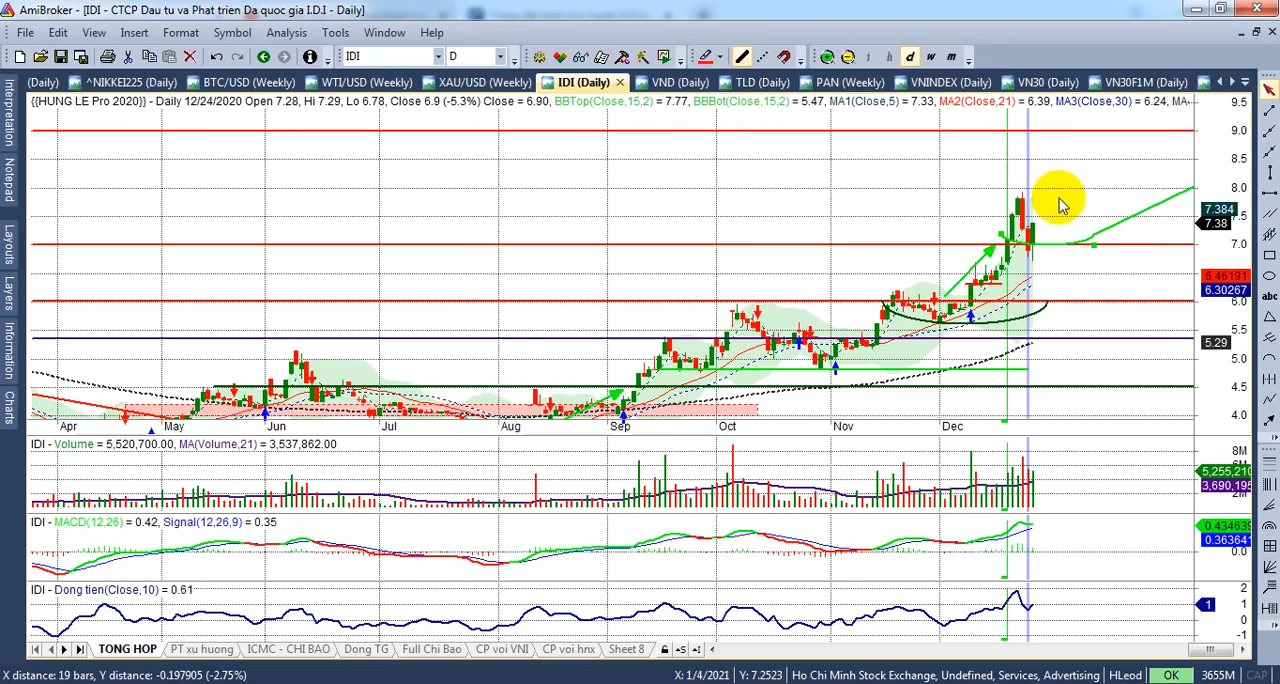 AmiBroker - [IDI - CTCP Dau tu va Phat trien Da quoc gia I.D.I - Daily]
File Edit View Insert Format Symbol Analysis Tools Window Help
IDI D i h d w m
(Daily) ^NIKKEI225 (Daily) BTC/USD (Weekly) WTI/USD (Weekly) XAU/USD (Weekly) IDI (Daily) VND (Daily) TLD (Daily) PAN (Weekly) VNINDEX (Daily) VN30 (Daily) VN30F1M (Daily)
{{HUNG LE Pro 2020}} - Daily 12/24/2020 Open 7.28, Hi 7.29, Lo 6.78, Close 6.9 (-5.3%) Close = 6.90, BBTop(Close,15,2) = 7.77, BBBot(Close,15,2) = 5.47, MA1(Close,5) = 7.33, MA2(Close,21) = 6.39, MA3(Close,30) = 6.24, MA
Interpretation
Notepad
Layouts
Layers
Information
Charts
abc
9.5
9.0
8.5
8.0
7.384
7.5
7.38
7.0
6.46191
6.30267
6.0
5.5
5.29
5.0
4.5
4.0
Apr May Jun Jul Aug Sep Oct Nov Dec
IDI - Volume = 5,520,700.00, MA(Volume,21) = 3,537,862.00
8M
5,255,210
3,690,195
2M
IDI - MACD(12,26) = 0.42, Signal(12,26,9) = 0.35
0.434639
0.363641
0.0
IDI - Dong tien(Close,10) = 0.61
2
1
1
0
-1
TONG HOP PT xu huong ICMC - CHI BAO Dong TG Full Chi Bao CP voi VNI CP voi hnx Sheet 8
X distance: 19 bars, Y distance: -0.197905 (-2.75%) X: 1/4/2021 Y: 7.2523 Ho Chi Minh Stock Exchange, Undefined, Services, Advertising HLeod OK 3655M CAP